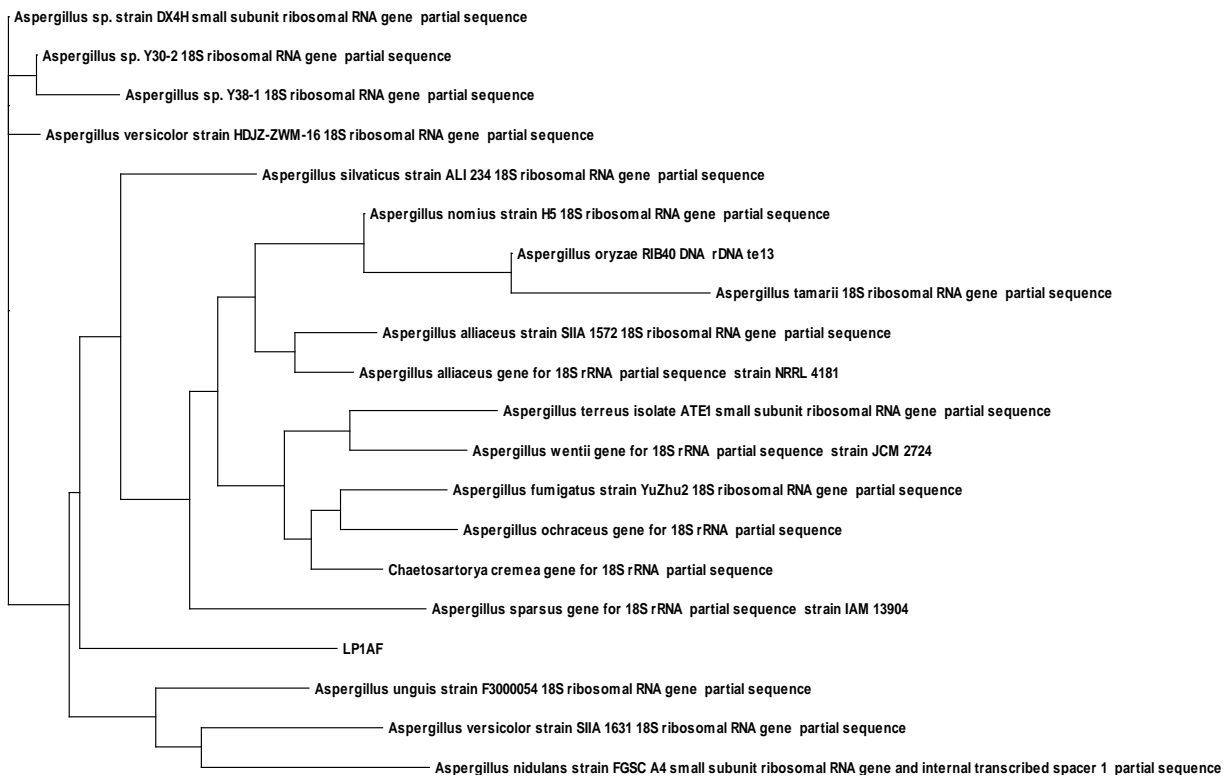 Aspergillus sp. strain DX4H small subunit ribosomal RNA gene partial sequence
Aspergillus sp. Y30-2 18S ribosomal RNA gene partial sequence
Aspergillus sp. Y38-1 18S ribosomal RNA gene partial sequence
Aspergillus versicolor strain HDJZ-ZWM-16 18S ribosomal RNA gene partial sequence
Aspergillus silvaticus strain ALI 234 18S ribosomal RNA gene partial sequence
Aspergillus nomius strain H5 18S ribosomal RNA gene partial sequence
Aspergillus oryzae RIB40 DNA rDNA te13
Aspergillus tamarii 18S ribosomal RNA gene partial sequence
Aspergillus alliaceus strain SIIA 1572 18S ribosomal RNA gene partial sequence
Aspergillus alliaceus gene for 18S rRNA partial sequence strain NRRL 4181
Aspergillus terreus isolate ATE1 small subunit ribosomal RNA gene partial sequence
Aspergillus wentii gene for 18S rRNA partial sequence strain JCM 2724
Aspergillus fumigatus strain YuZhu2 18S ribosomal RNA gene partial sequence
Aspergillus ochraceus gene for 18S rRNA partial sequence
Chaetosartorya cremea gene for 18S rRNA partial sequence
Aspergillus sparsus gene for 18S rRNA partial sequence strain IAM 13904
LP1AF
Aspergillus unguis strain F3000054 18S ribosomal RNA gene partial sequence
Aspergillus versicolor strain SIIA 1631 18S ribosomal RNA gene partial sequence
Aspergillus nidulans strain FGSC A4 small subunit ribosomal RNA gene and internal transcribed spacer 1 partial sequence